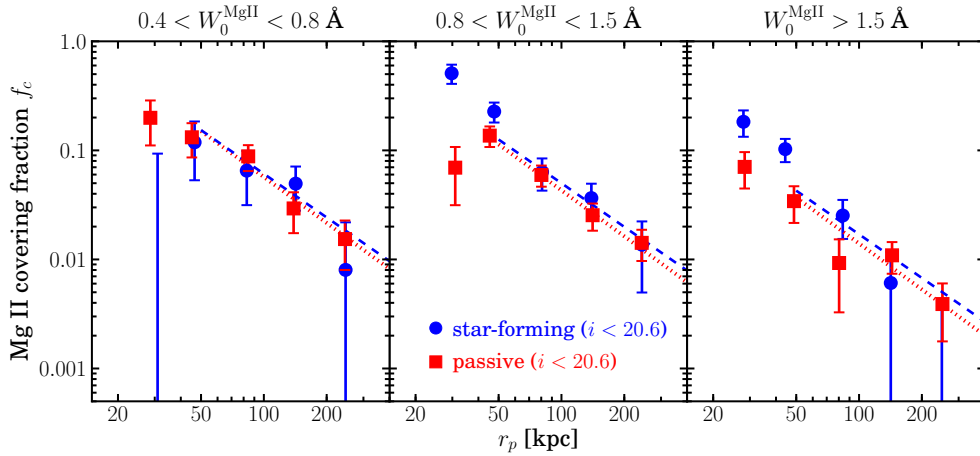 0.4 < W₀^MgII < 0.8 Å
0.8 < W₀^MgII < 1.5 Å
W₀^MgII > 1.5 Å
Mg II covering fraction f_c
1.0
0.1
0.01
0.001
star-forming (i < 20.6)
passive (i < 20.6)
20 50 100 200
20 50 100 200
20 50 100 200
r_p [kpc]